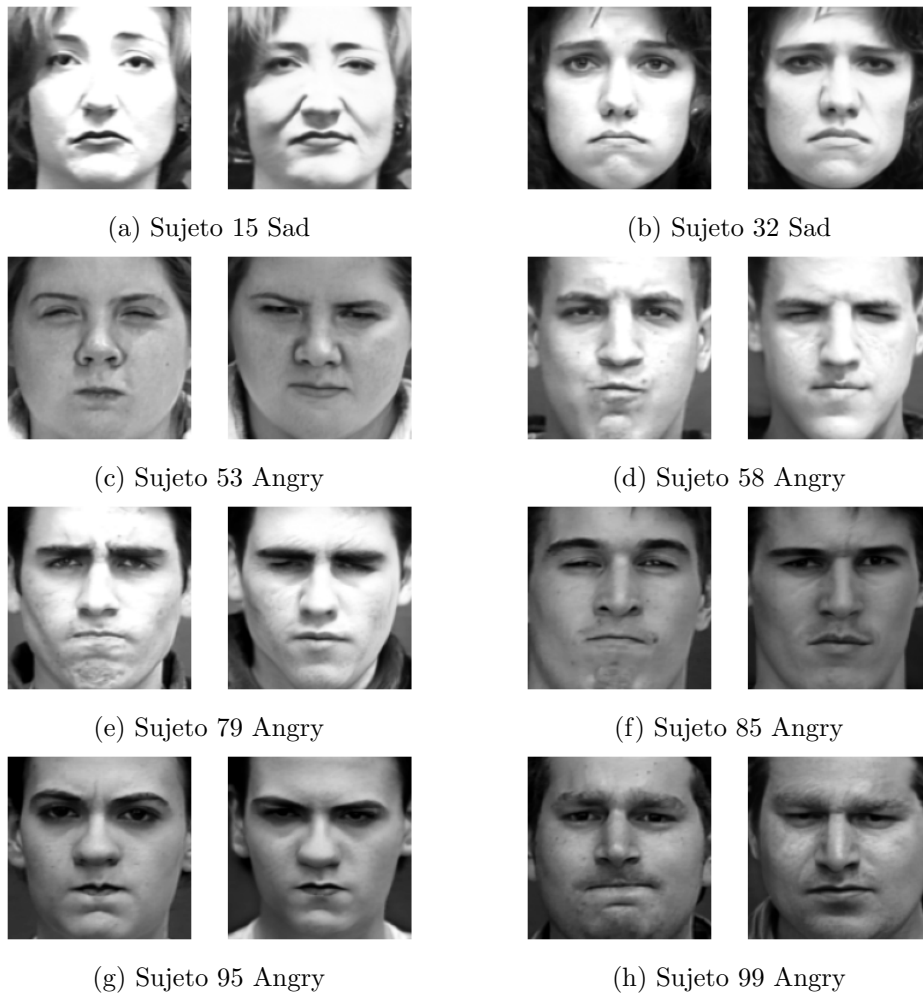 (a) Sujeto 15 Sad
(b) Sujeto 32 Sad
(c) Sujeto 53 Angry
(d) Sujeto 58 Angry
(e) Sujeto 79 Angry
(f) Sujeto 85 Angry
(g) Sujeto 95 Angry
(h) Sujeto 99 Angry